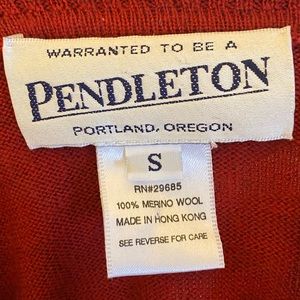 WARRANTED TO BE A
PENDLETON
PORTLAND, OREGON
S
RN#29685
100% MERINO WOOL
MADE IN HONG KONG
SEE REVERSE FOR CARE